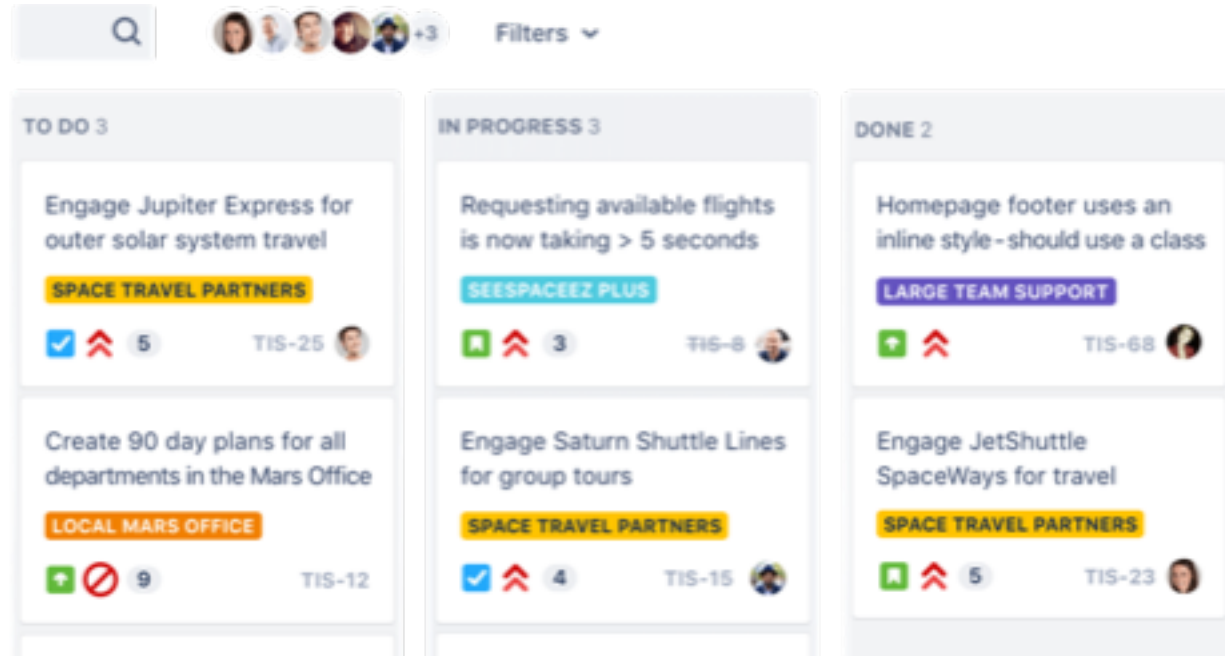 +3 Filters
TO DO 3
Engage Jupiter Express for
outer solar system travel
SPACE TRAVEL PARTNERS
5 TIS-25
Create 90 day plans for all
departments in the Mars Office
LOCAL MARS OFFICE
9 TIS-12
IN PROGRESS 3
Requesting available flights
is now taking > 5 seconds
SEESPACEEZ PLUS
3 TIS-8
Engage Saturn Shuttle Lines
for group tours
SPACE TRAVEL PARTNERS
4 TIS-15
DONE 2
Homepage footer uses an
inline style-should use a class
LARGE TEAM SUPPORT
TIS-68
Engage JetShuttle
SpaceWays for travel
SPACE TRAVEL PARTNERS
5 TIS-23